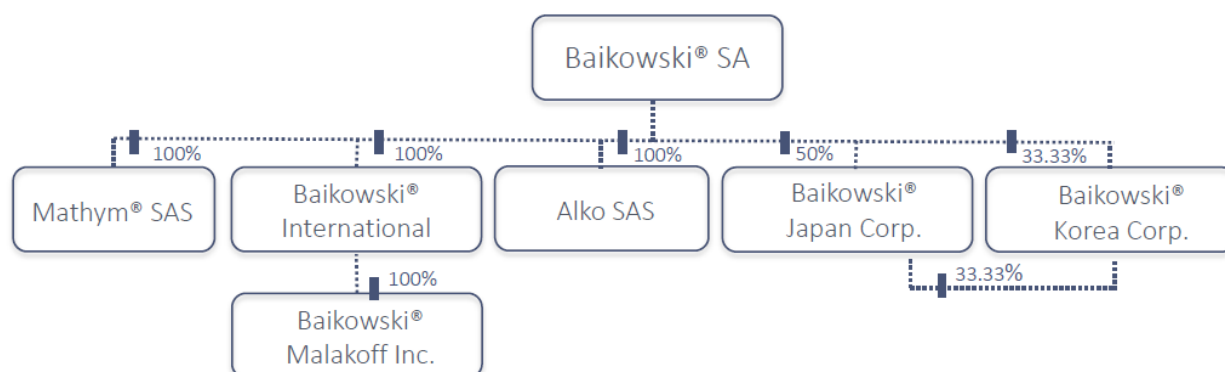 Baikowski® SA
100%
100%
100%
50%
33.33%
Mathym® SAS
Baikowski®
International
Alko SAS
Baikowski®
Japan Corp.
Baikowski®
Korea Corp.
100%
33.33%
Baikowski®
Malakoff Inc.